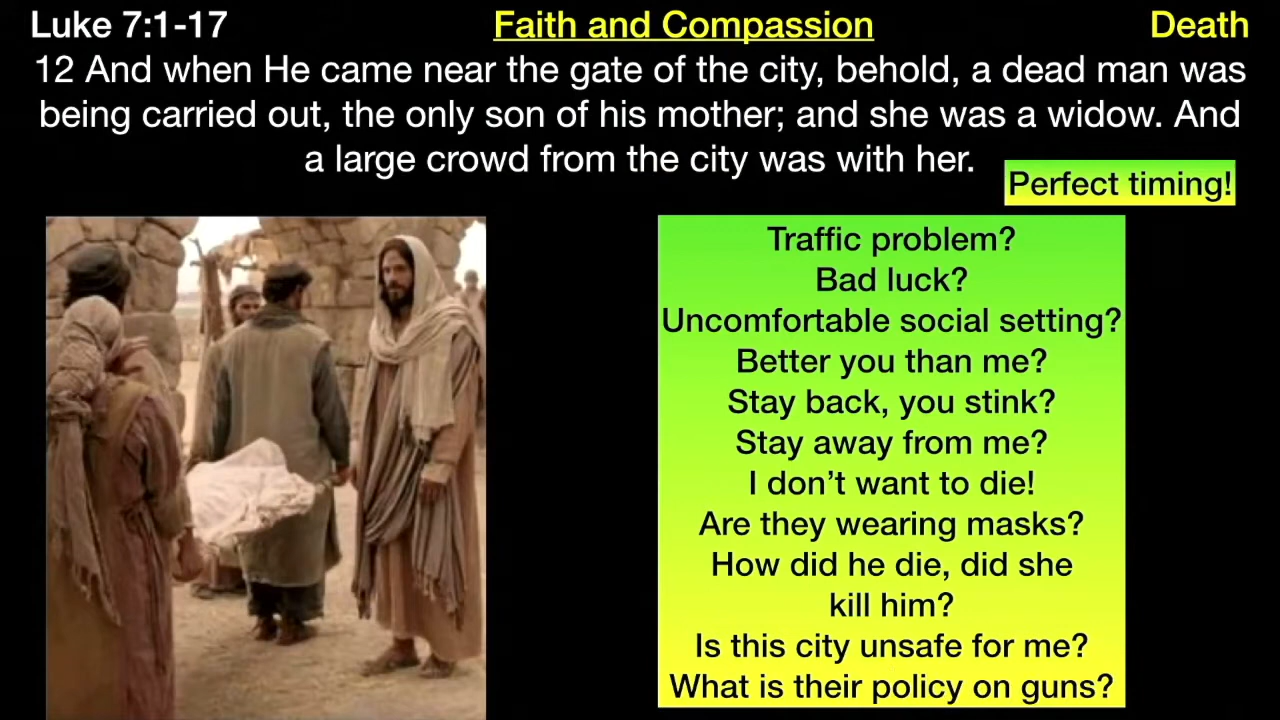 Luke 7:1-17 Faith and Compassion Death
12 And when He came near the gate of the city, behold, a dead man was
being carried out, the only son of his mother; and she was a widow. And
a large crowd from the city was with her.
Perfect timing!
Traffic problem?
Bad luck?
Uncomfortable social setting?
Better you than me?
Stay back, you stink?
Stay away from me?
I don’t want to die!
Are they wearing masks?
How did he die, did she
kill him?
Is this city unsafe for me?
What is their policy on guns?